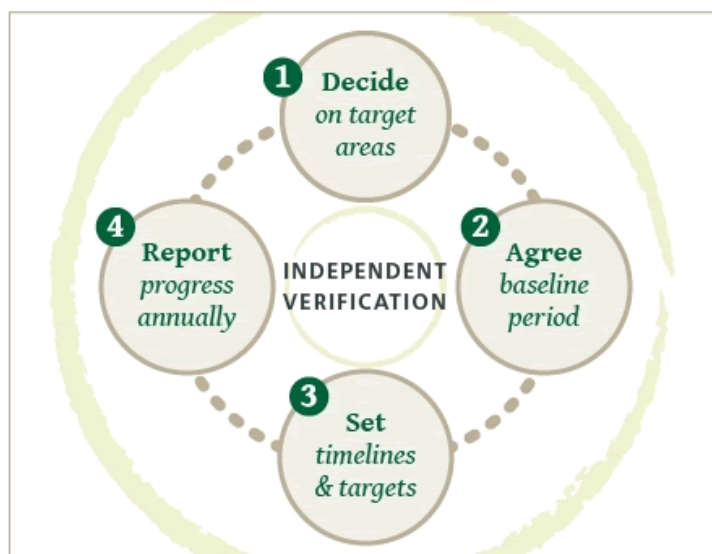 1
Decide
on target
areas
2
Agree
baseline
period
3
Set
timelines
& targets
4
Report
progress
annually
INDEPENDENT
VERIFICATION